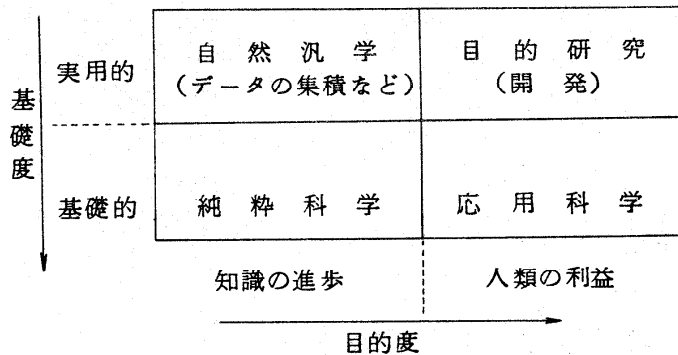 基礎度
実用的
自然汎学
(データの集積など)
目的研究
(開発)
基礎的
純粋科学
応用科学
知識の進歩
人類の利益
目的度